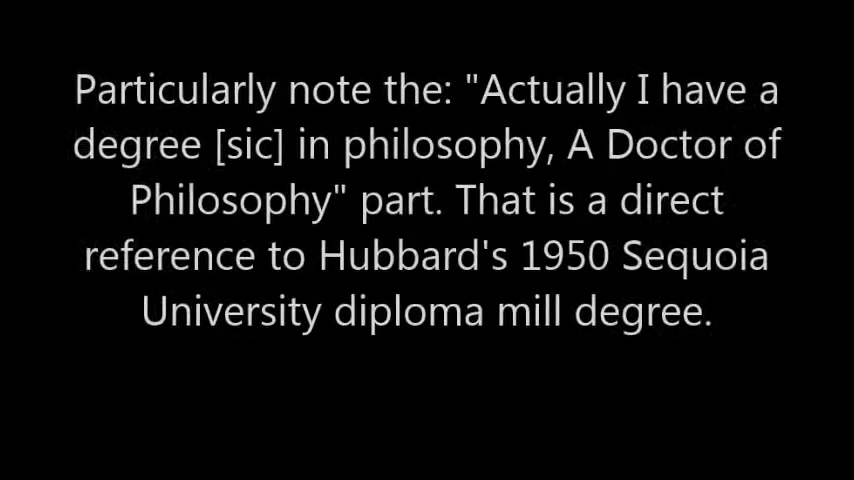 Particularly note the: "Actually I have a
degree [sic] in philosophy, A Doctor of
Philosophy" part. That is a direct
reference to Hubbard's 1950 Sequoia
University diploma mill degree.